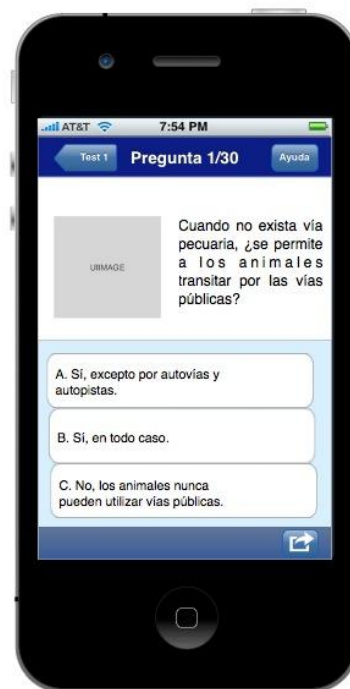 AT&T 7:54 PM
Test 1 Pregunta 1/30 Ayuda
UIIMAGE
Cuando no exista vía
pecuaria, ¿se permite
a los animales
transitar por las vías
públicas?
A. Sí, excepto por autovías y
autopistas.
B. Sí, en todo caso.
C. No, los animales nunca
pueden utilizar vías públicas.